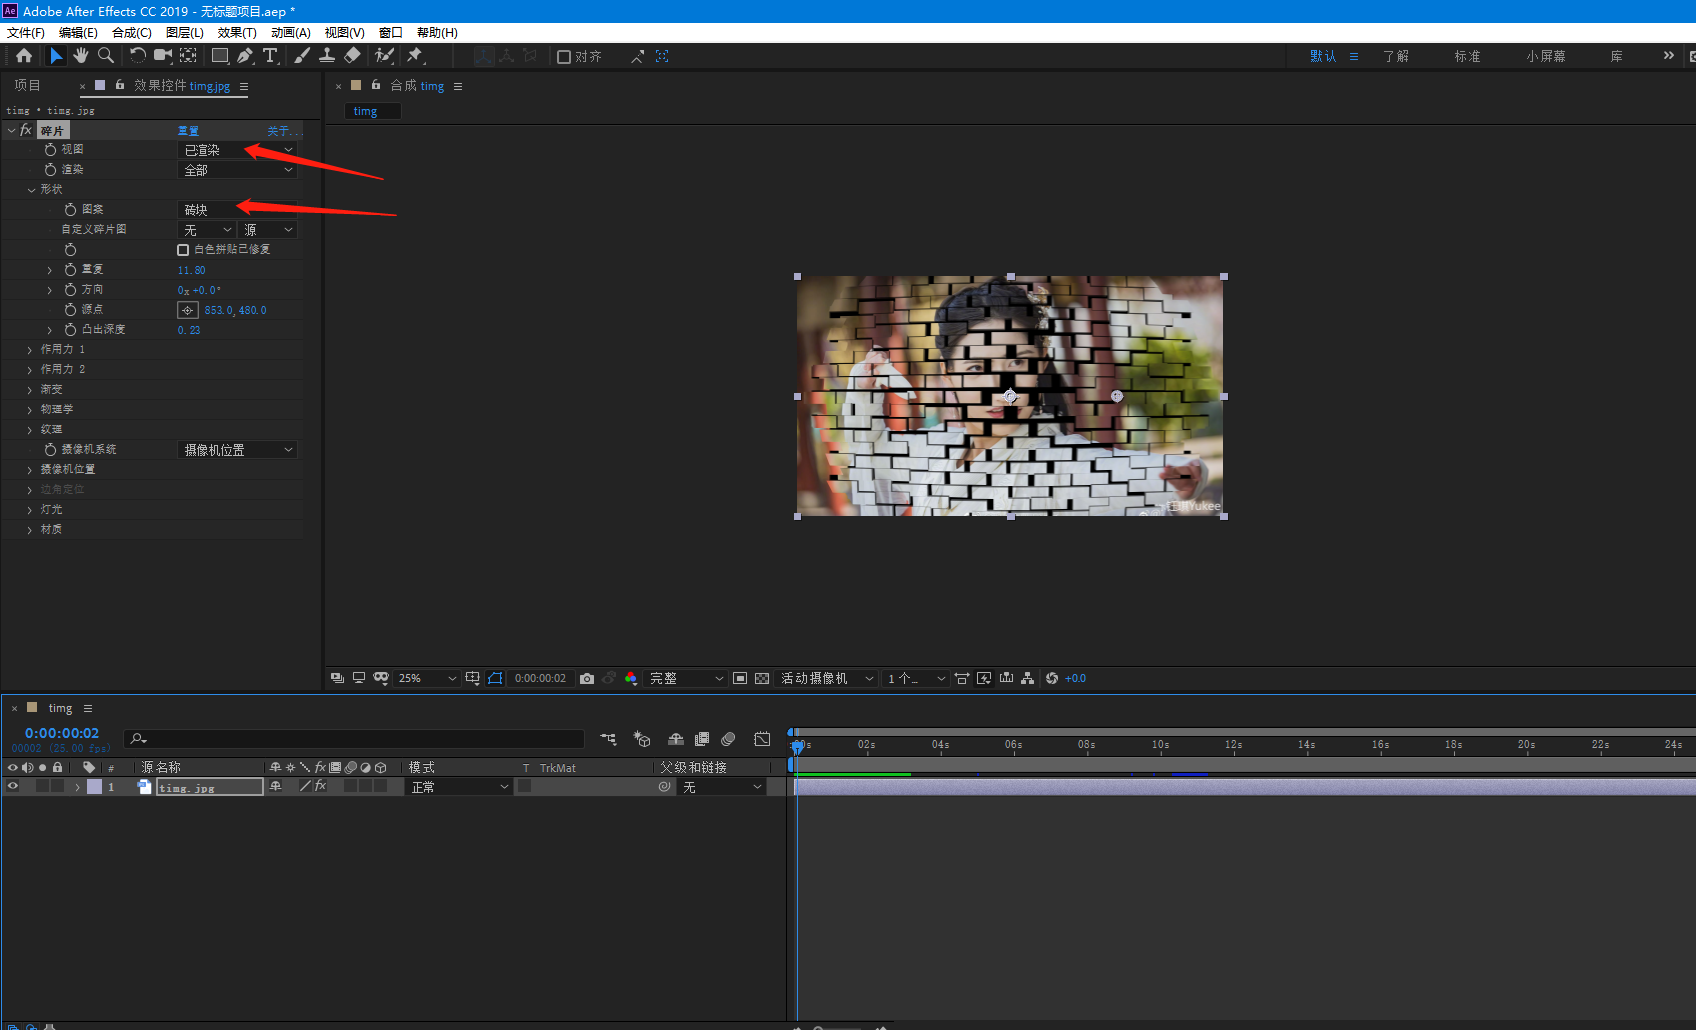 Ae Adobe After Effects CC 2019 - 无标题项目.aep *
文件(F) 编辑(E) 合成(C) 图层(L) 效果(T) 动画(A) 视图(V) 窗口 帮助(H)
对齐 默认 了解 标准 小屏幕 库
项目 × 效果控件 timg.jpg
× 合成 timg
timg • timg.jpg
timg
fx 碎片 重置 关于...
视图 已渲染
渲染 全部
形状
图案 砖块
自定义碎片图 无 源
白色拼贴已修复
重复 11.80
方向 0x +0.0°
源点 853.0, 480.0
凸出深度 0.23
作用力 1
作用力 2
渐变
物理学
纹理
摄像机系统 摄像机位置
摄像机位置
边角定位
灯光
材质
钰琪Yukee
25% 0:00:00:02 完整 活动摄像机 1 个... +0.0
× timg
0:00:00:02
00002 (25.00 fps)
02s 04s 06s 08s 10s 12s 14s 16s 18s 20s 22s 24s
# 源名称 fx 模式 T TrkMat 父级和链接
1 timg.jpg fx 正常 无